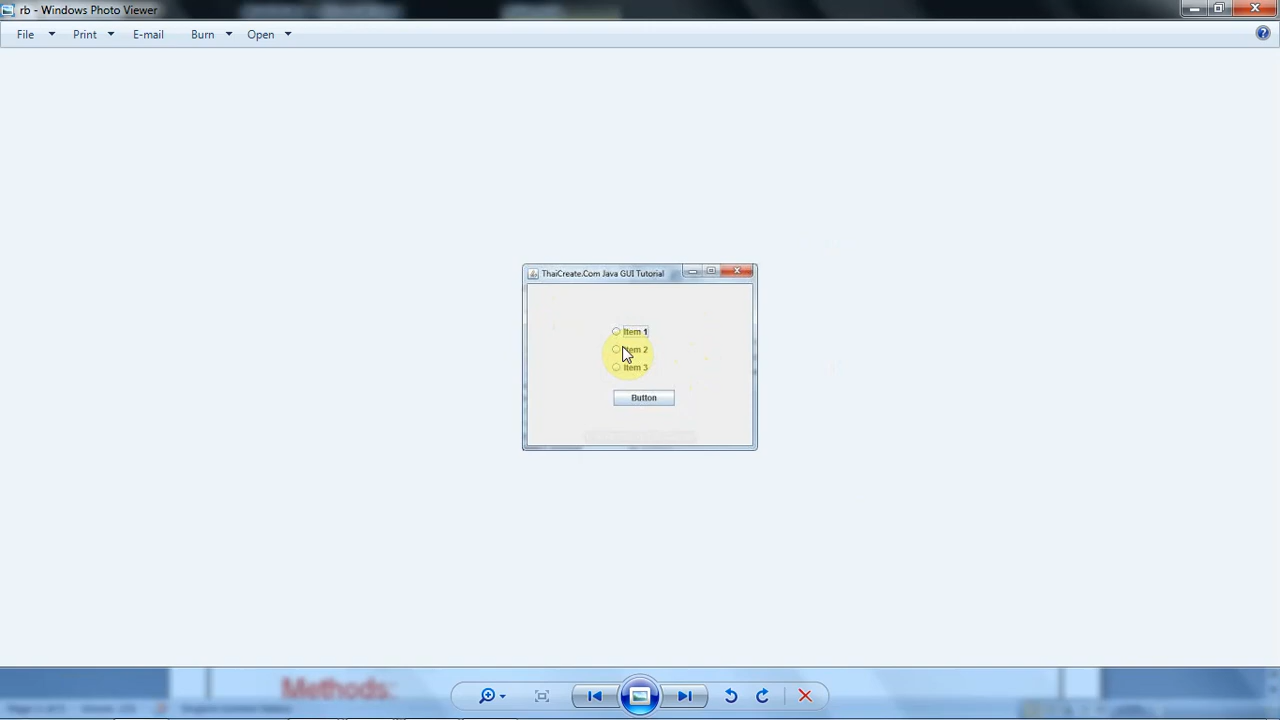 rb - Windows Photo Viewer
File Print E-mail Burn Open
ThaiCreate.Com Java GUI Tutorial
Item 1
Item 2
Item 3
Button
Methods: